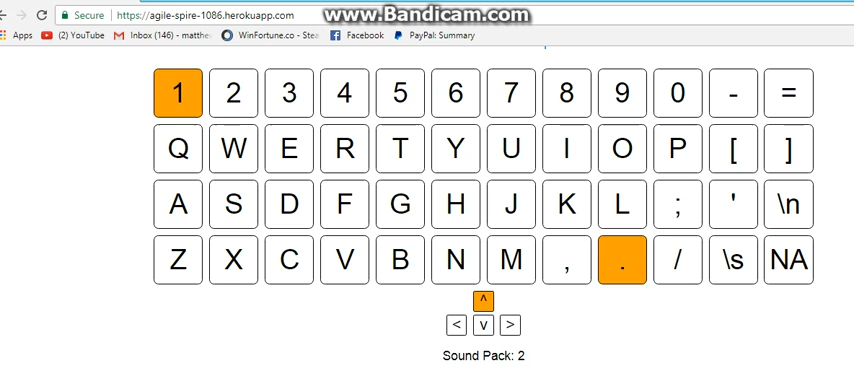 www.Bandicam.com
Secure https://agile-spire-1086.herokuapp.com
Apps (2) YouTube Inbox (146) - matthe WinFortune.co - Stea Facebook PayPal: Summary
1 2 3 4 5 6 7 8 9 0 - =
Q W E R T Y U I O P [ ]
A S D F G H J K L ; ' \n
Z X C V B N M , . / \s NA
^
< v >
Sound Pack: 2